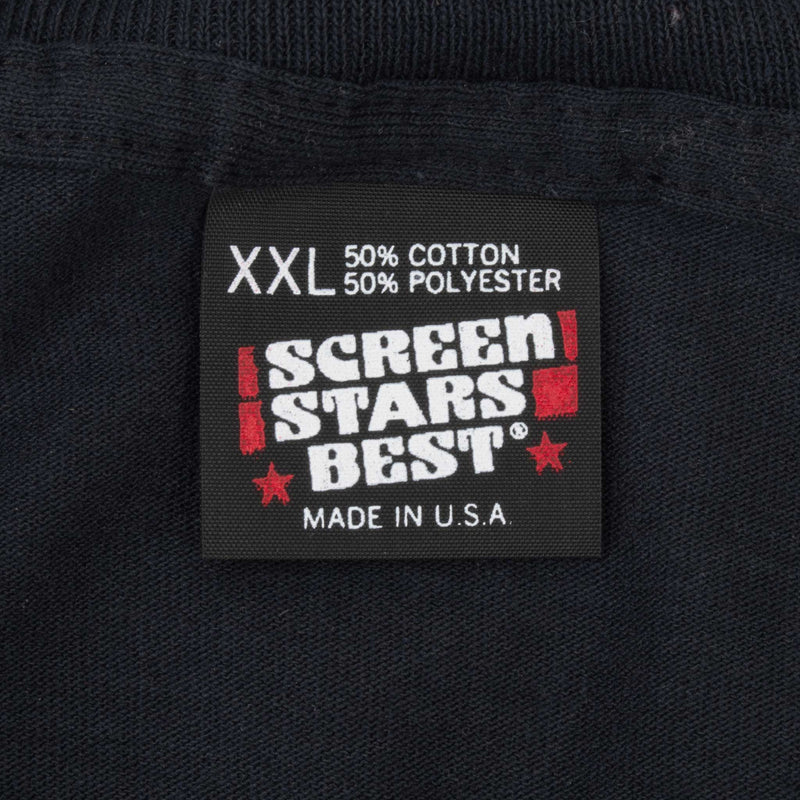 XXL 50% COTTON
50% POLYESTER
SCREEN
STARS
BEST®
MADE IN U.S.A.